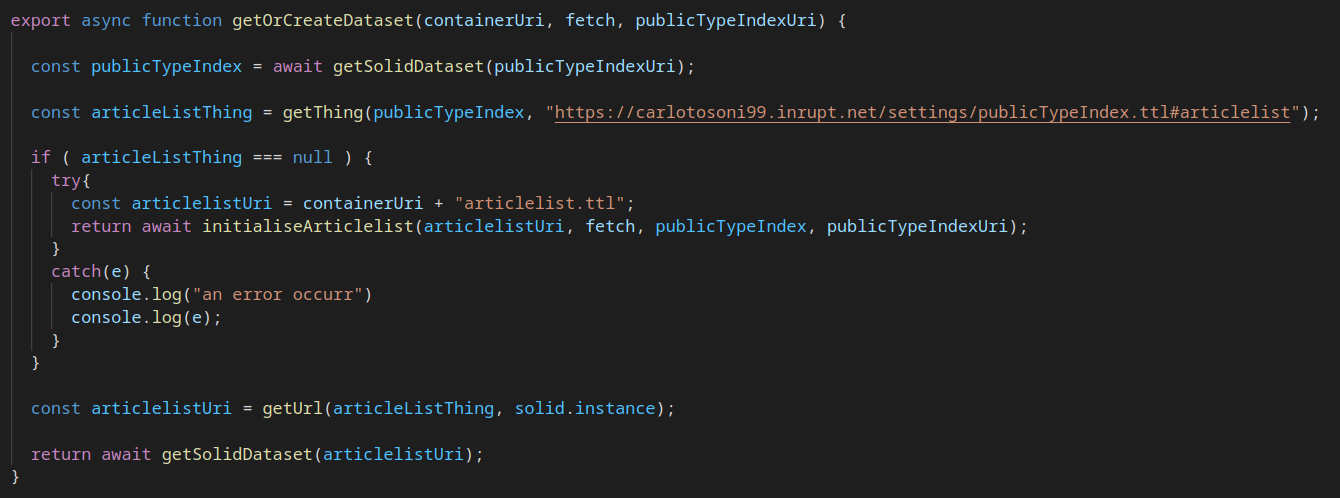 export async function getOrCreateDataset(containerUri, fetch, publicTypeIndexUri) {
const publicTypeIndex = await getSolidDataset(publicTypeIndexUri);
const articleListThing = getThing(publicTypeIndex, "https://carlotosoni99.inrupt.net/settings/publicTypeIndex.ttl#articlelist");
if ( articleListThing === null ) {
try{
const articlelistUri = containerUri + "articlelist.ttl";
return await initialiseArticlelist(articlelistUri, fetch, publicTypeIndex, publicTypeIndexUri);
}
catch(e) {
console.log("an error occurr")
console.log(e);
}
}
const articlelistUri = getUrl(articleListThing, solid.instance);
return await getSolidDataset(articlelistUri);
}